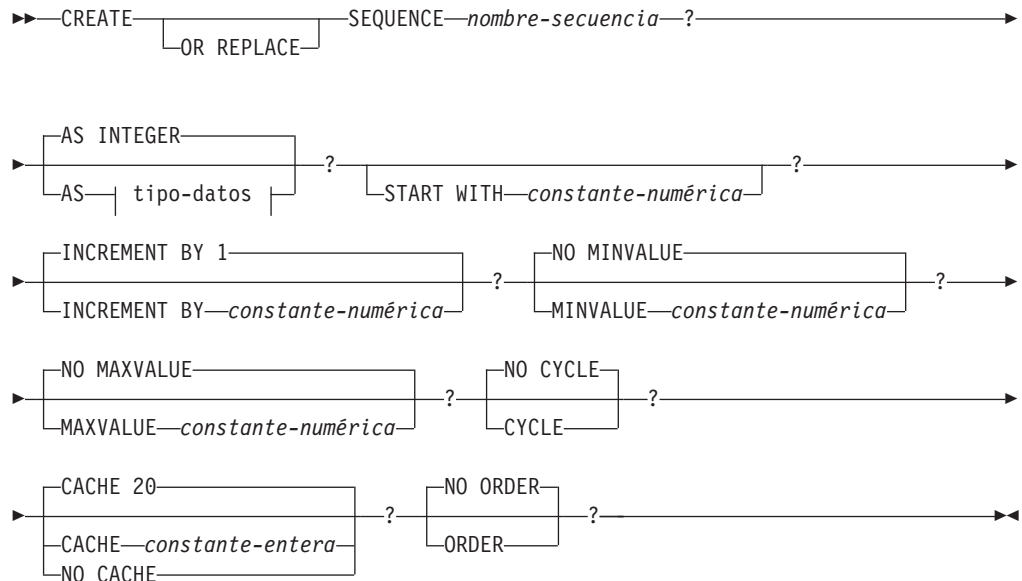 CREATE SEQUENCE nombre-secuencia ?
OR REPLACE
AS INTEGER
? ?
AS tipo-datos START WITH constante-numérica
INCREMENT BY 1 NO MINVALUE
? ?
INCREMENT BY constante-numérica MINVALUE constante-numérica
NO MAXVALUE NO CYCLE
? ?
MAXVALUE constante-numérica CYCLE
CACHE 20 NO ORDER
? ?
CACHE constante-entera ORDER
NO CACHE